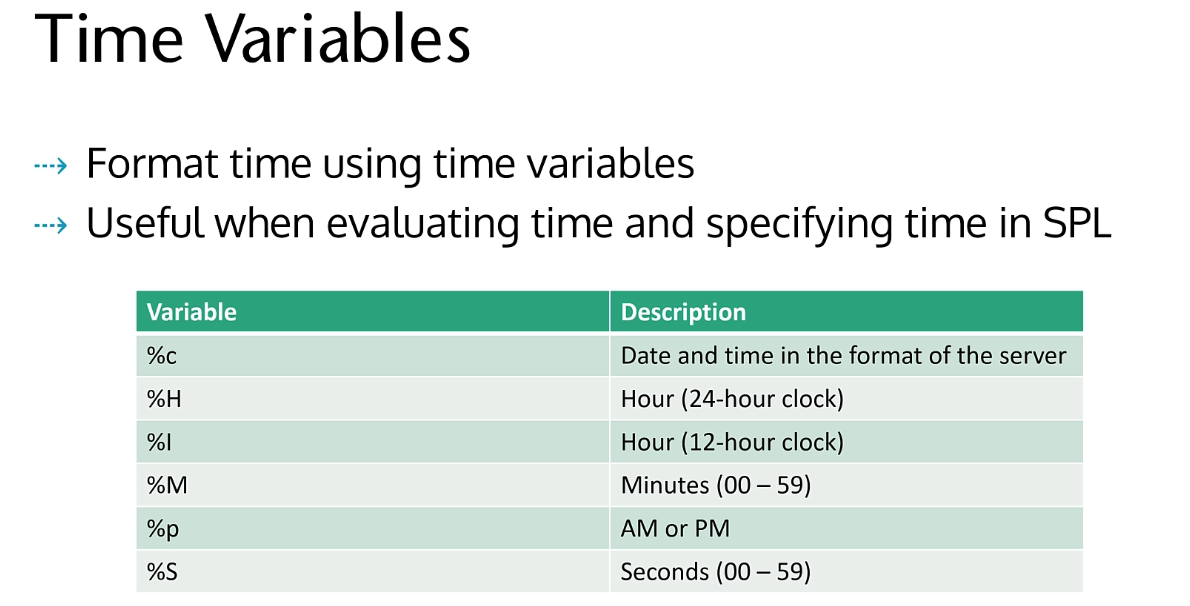 Time Variables
Format time using time variables
Useful when evaluating time and specifying time in SPL
Variable Description
%c Date and time in the format of the server
%H Hour (24-hour clock)
%I Hour (12-hour clock)
%M Minutes (00 – 59)
%p AM or PM
%S Seconds (00 – 59)